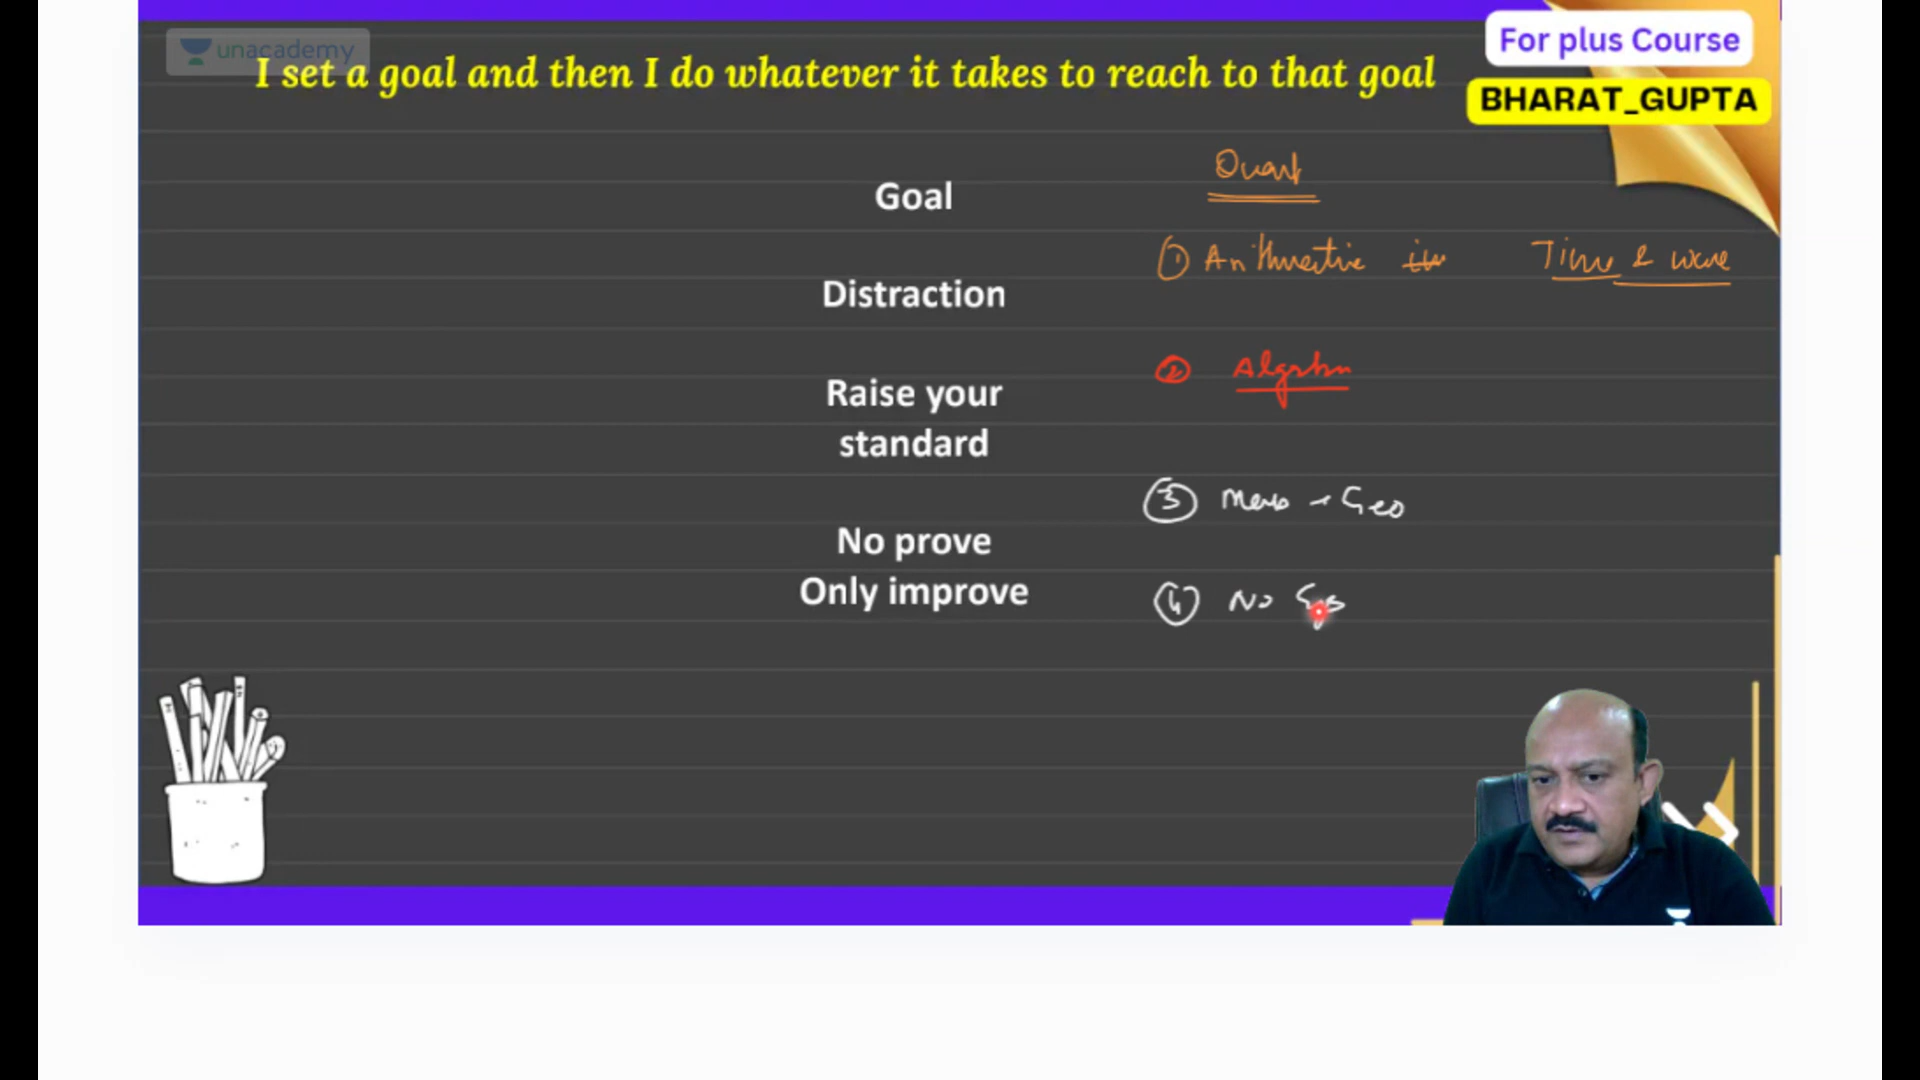 unacademy
For plus Course
I set a goal and then I do whatever it takes to reach to that goal
BHARAT_GUPTA
Goal
Quant
① Arithmetic Time &
Distraction
② Algebra
Raise your
standard
③ Mens + Geo
No prove
Only improve
④ No Sys